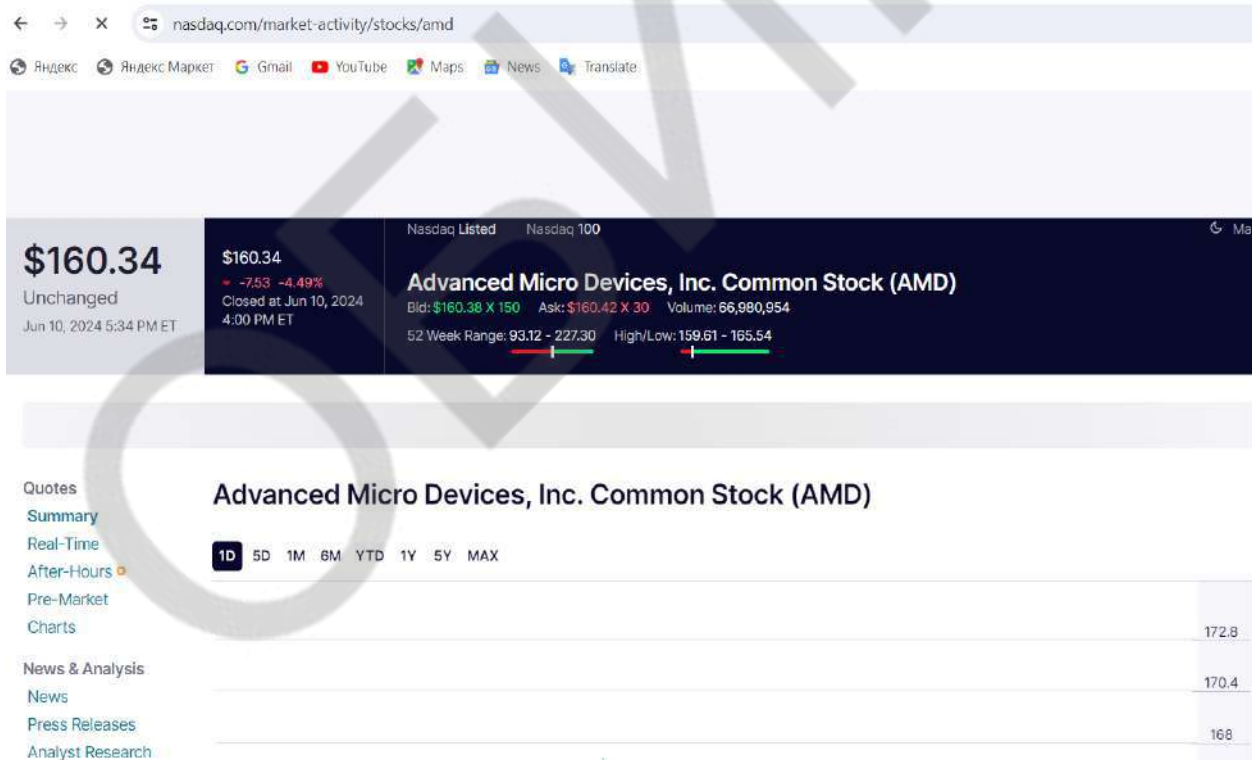 nasdaq.com/market-activity/stocks/amd
Яндекс Яндекс Маркет Gmail YouTube Maps News Translate
Nasdaq Listed Nasdaq 100
Ma
$160.34
Unchanged
Jun 10, 2024 5:34 PM ET
$160.34
-7.53 -4.49%
Closed at Jun 10, 2024
4:00 PM ET
Advanced Micro Devices, Inc. Common Stock (AMD)
Bid: $160.38 X 150 Ask: $160.42 X 30 Volume: 66,980,954
52 Week Range: 93.12 - 227.30 High/Low: 159.61 - 165.54
Quotes
Summary
Real-Time
After-Hours
Pre-Market
Charts
News & Analysis
News
Press Releases
Analyst Research
Advanced Micro Devices, Inc. Common Stock (AMD)
1D 5D 1M 6M YTD 1Y 5Y MAX
172.8
170.4
168